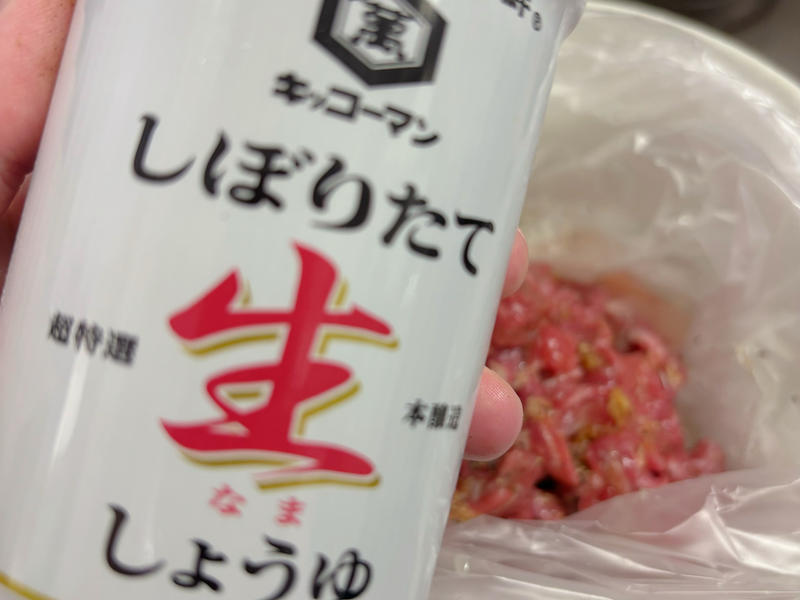 萬
キッコーマン
しぼりたて
生
超特選
本醸造
なま
しょうゆ